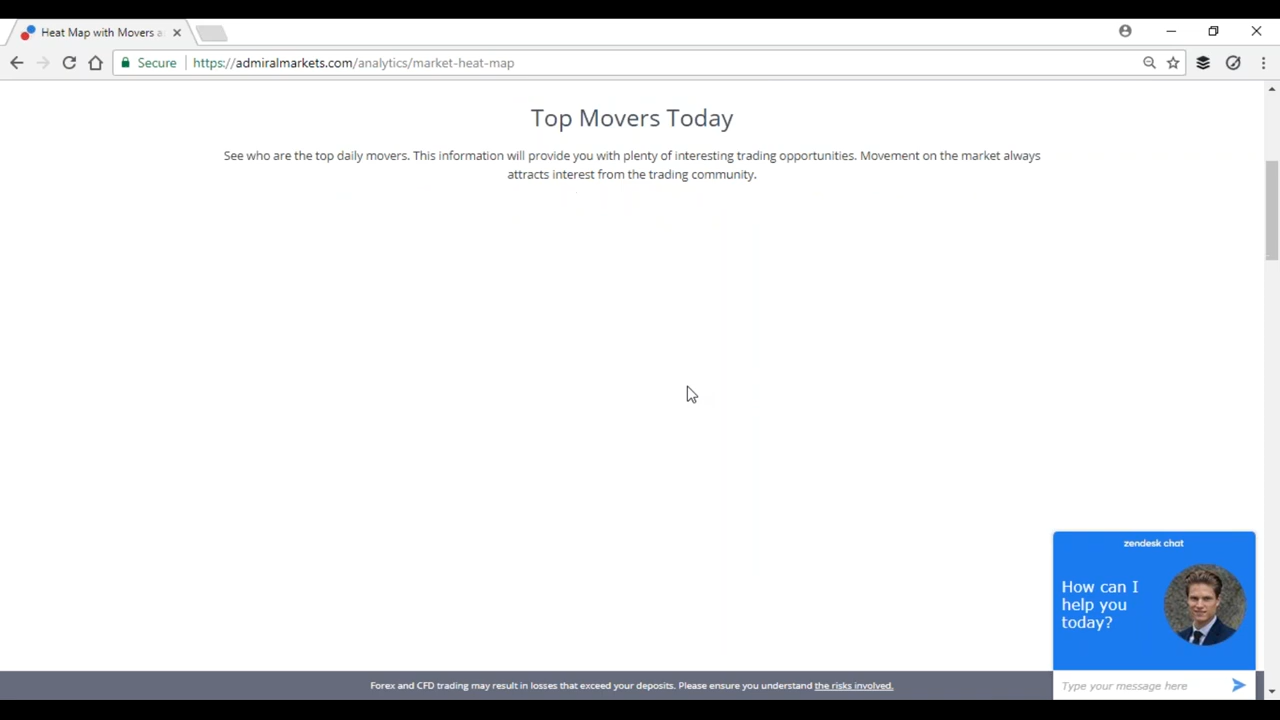 Heat Map with Movers a
Secure
https://admiralmarkets.com/analytics/market-heat-map
Top Movers Today
See who are the top daily movers. This information will provide you with plenty of interesting trading opportunities. Movement on the market always
attracts interest from the trading community.
zendesk chat
How can I
help you
today?
Type your message here
Forex and CFD trading may result in losses that exceed your deposits. Please ensure you understand the risks involved.